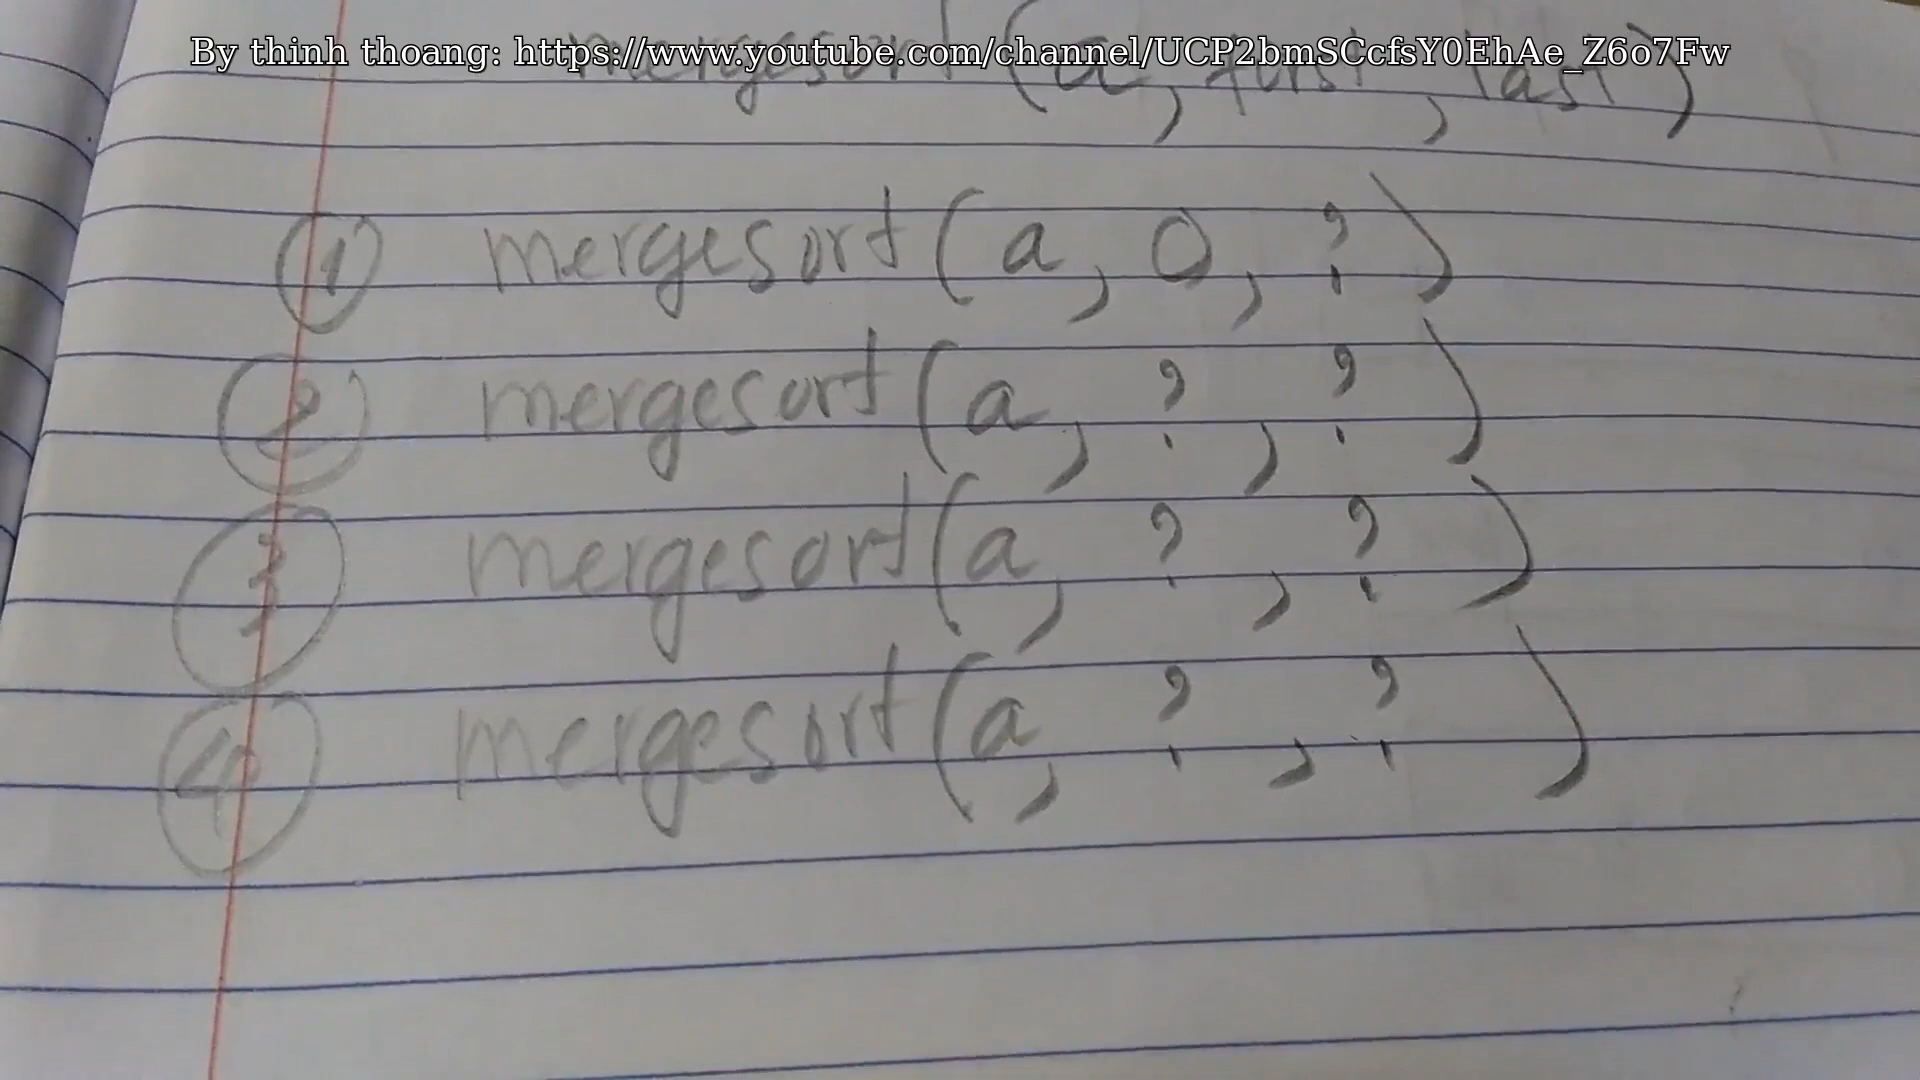 By thinh thoang: https://www.youtube.com/channel/UCP2bmSCcfsY0EhAe_Z6o7Fw
mergesort (a, first, last)
① mergesort (a, 0, ?)
② mergesort (a, ?, ?)
③ mergesort (a, ?, ?)
④ mergesort (a, ?, ?)